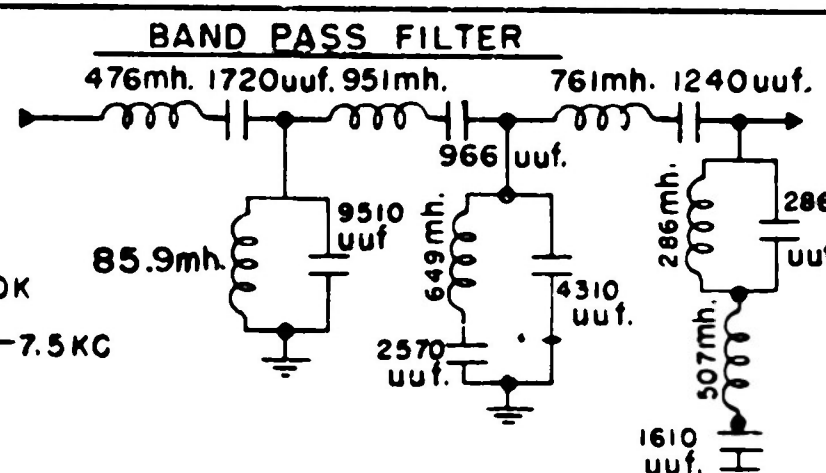 BAND PASS FILTER
476mh. 1720uuf. 951mh. 761mh. 1240uuf.
966 uuf.
9510
uuf
85.9mh.
649mh.
4310
uuf.
2570
uuf.
286mh.
507mh.
1610
uuf.
-7.5KC